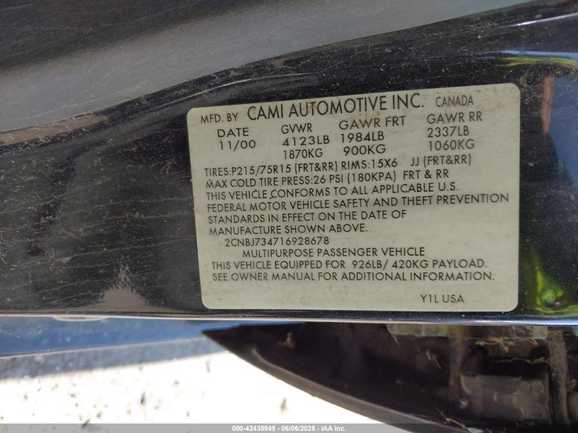 MFD. BY CAMI AUTOMOTIVE INC. CANADA
DATE GVWR GAWR FRT GAWR RR
11/00 4123LB 1984LB 2337LB
1870KG 900KG 1060KG
TIRES:P215/75R15 (FRT&RR) RIMS:15X6 JJ (FRT&RR)
MAX COLD TIRE PRESS:26 PSI (180KPA) FRT & RR
THIS VEHICLE CONFORMS TO ALL APPLICABLE U.S.
FEDERAL MOTOR VEHICLE SAFETY AND THEFT PREVENTION
STANDARDS IN EFFECT ON THE DATE OF
MANUFACTURE SHOWN ABOVE.
2CNBJ734716928678
MULTIPURPOSE PASSENGER VEHICLE
THIS VEHICLE EQUIPPED FOR 926LB/ 420KG PAYLOAD.
SEE OWNER MANUAL FOR ADDITIONAL INFORMATION.
Y1L USA
000-42438949 - 06/06/2025 - IAA Inc.